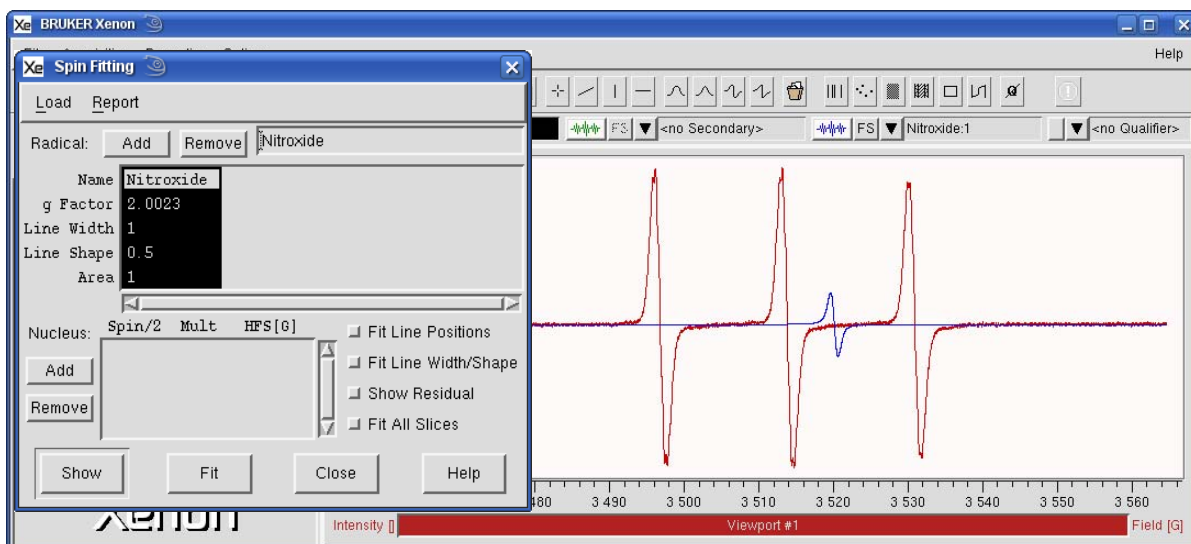 Xe BRUKER Xenon
Help
Xe Spin Fitting
Load Report
FS <no Secondary> FS Nitroxide:1 <no Qualifier>
Radical: Add Remove Nitroxide
Name Nitroxide
g Factor 2.0023
Line Width 1
Line Shape 0.5
Area 1
Nucleus: Spin/2 Mult HFS[G]
Add
Remove
Fit Line Positions
Fit Line Width/Shape
Show Residual
Fit All Slices
Show Fit Close Help
3 490 3 500 3 510 3 520 3 530 3 540 3 550 3 560
Xenon
Intensity [] Viewport #1 Field [G]